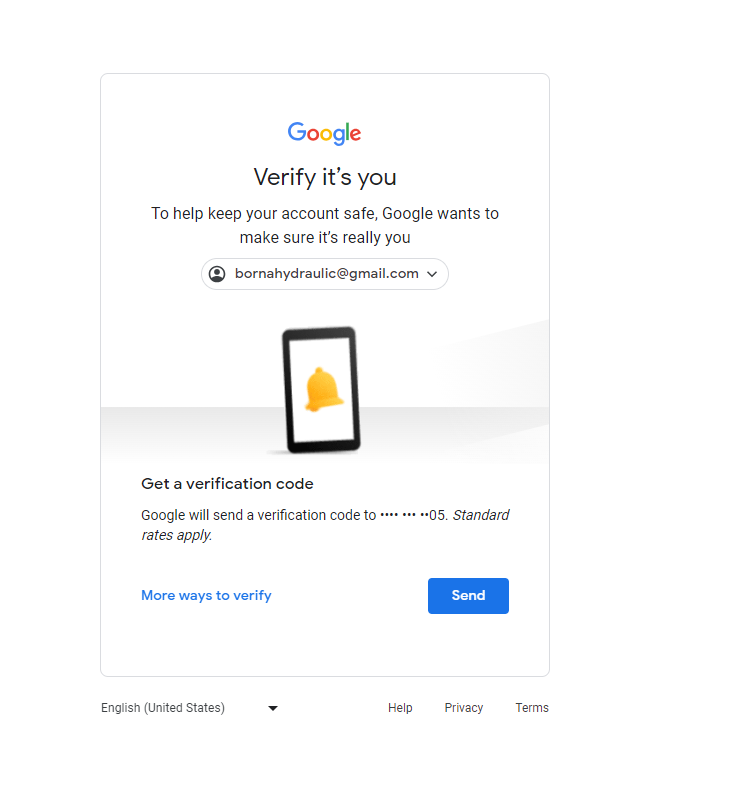 Google
Verify it’s you
To help keep your account safe, Google wants to
make sure it’s really you
bornahydraulic@gmail.com
Get a verification code
Google will send a verification code to •••• ••• ••05. Standard
rates apply.
More ways to verify
Send
English (United States)
Help
Privacy
Terms